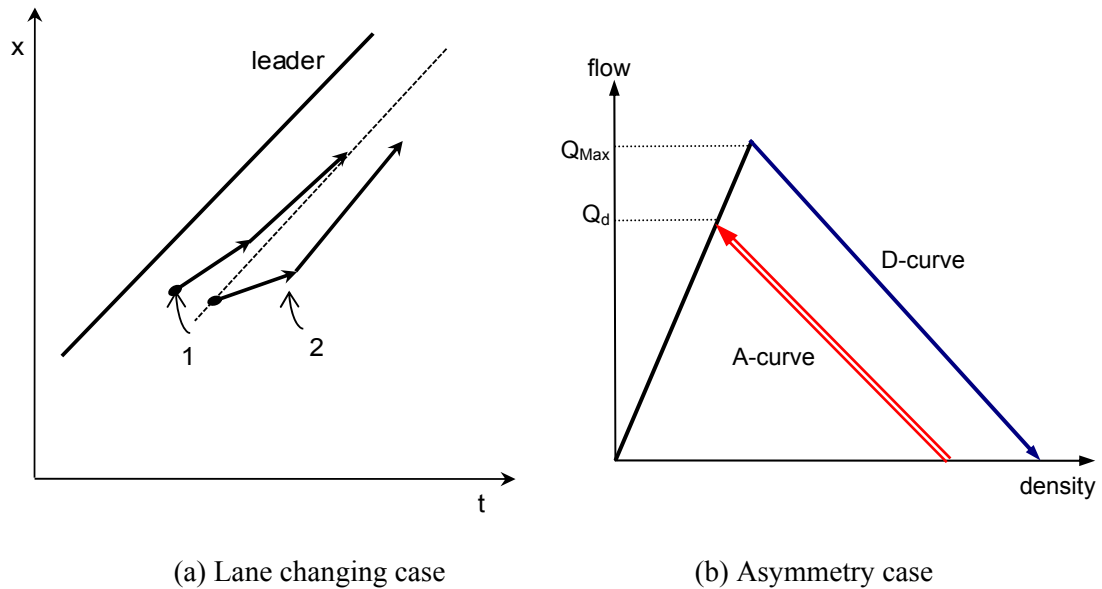 x
leader
1
2
t
(a) Lane changing case
flow
Q_Max
Q_d
D-curve
A-curve
density
(b) Asymmetry case